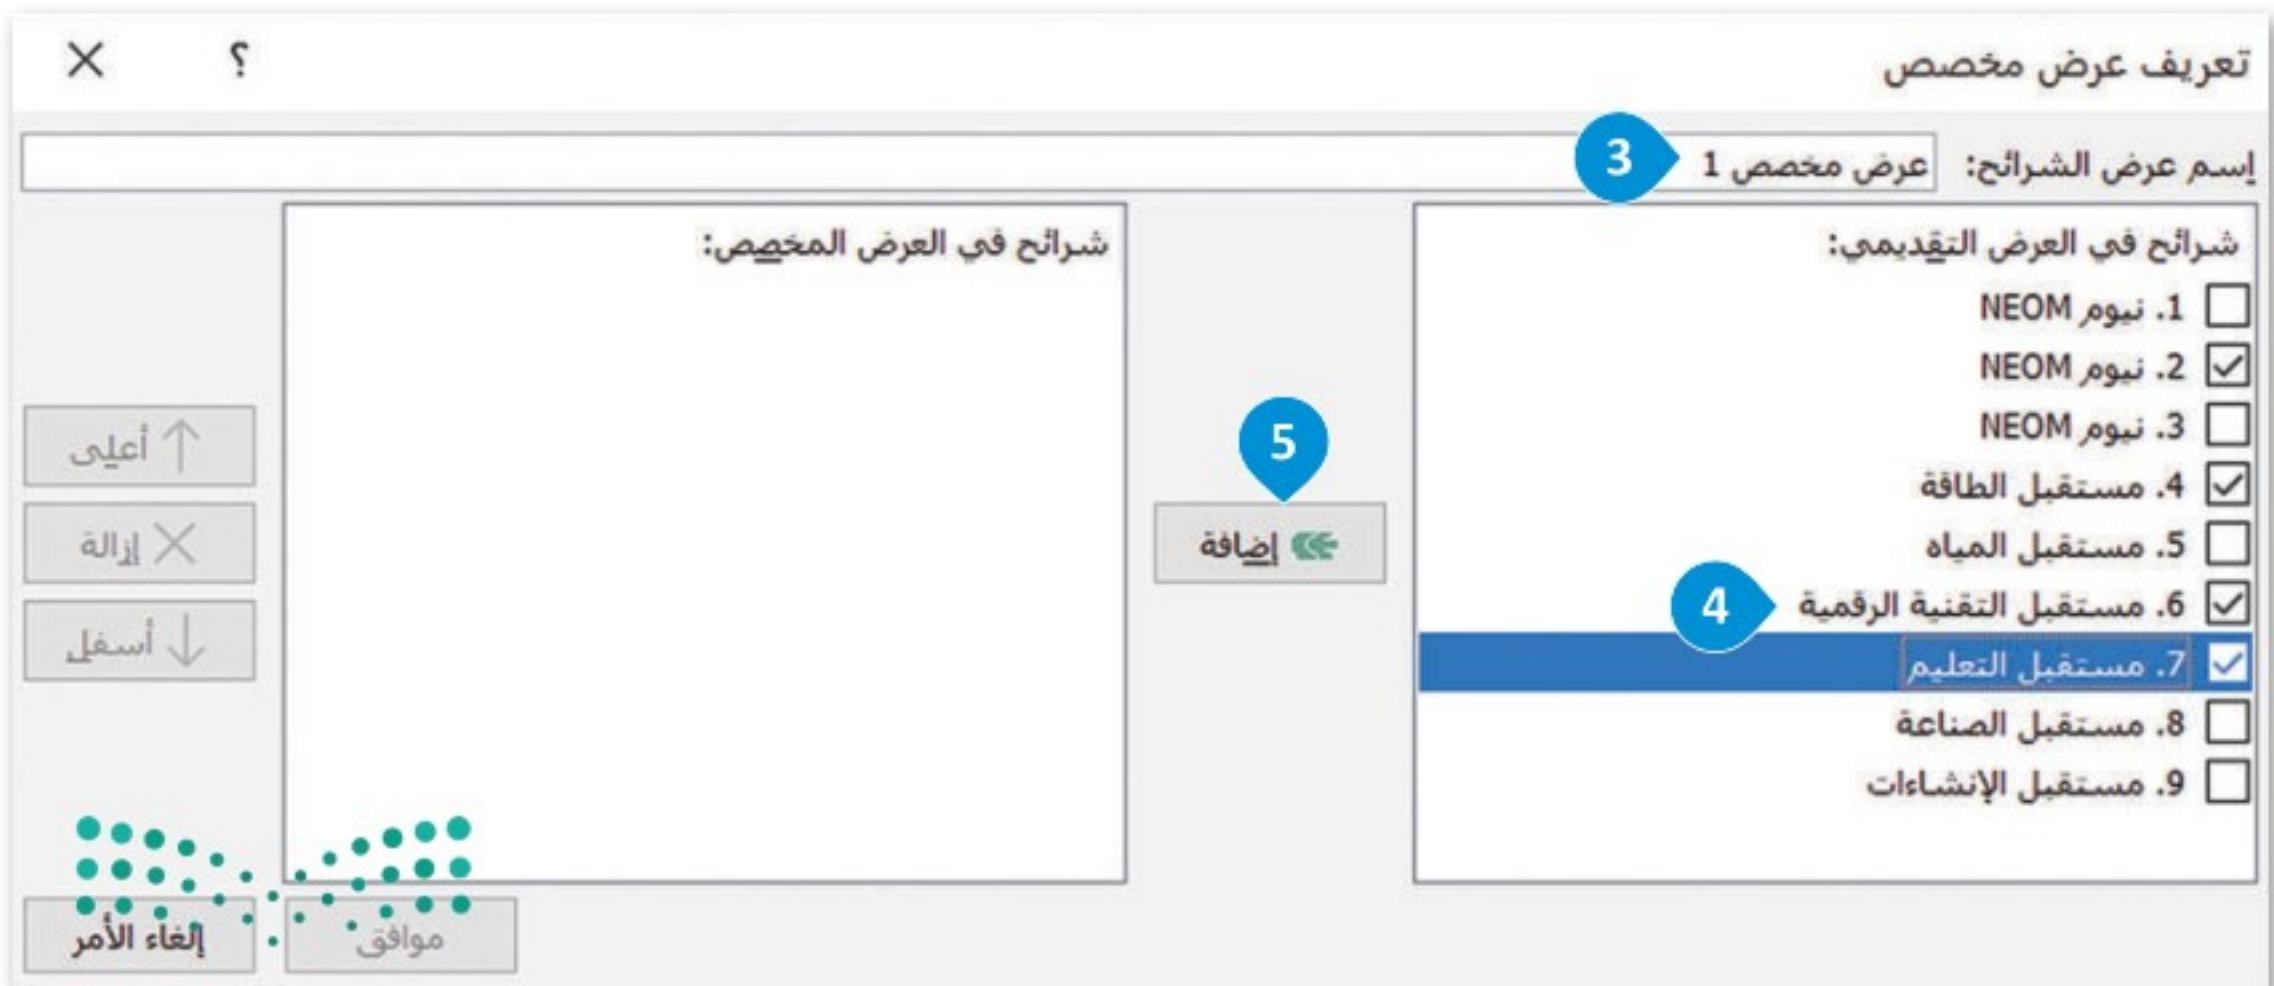 تعريف عرض مخصص
؟
إسم عرض الشرائح: عرض مخصص 1
3
شرائح في العرض التقديمي:
1. نيوم NEOM
2. نيوم NEOM
3. نيوم NEOM
4. مستقبل الطاقة
5. مستقبل المياه
6. مستقبل التقنية الرقمية
4
7. مستقبل التعليم
8. مستقبل الصناعة
9. مستقبل الإنشاءات
5
إضافة
شرائح في العرض المخصص:
أعلى
إزالة
أسفل
موافق
إلغاء الأمر